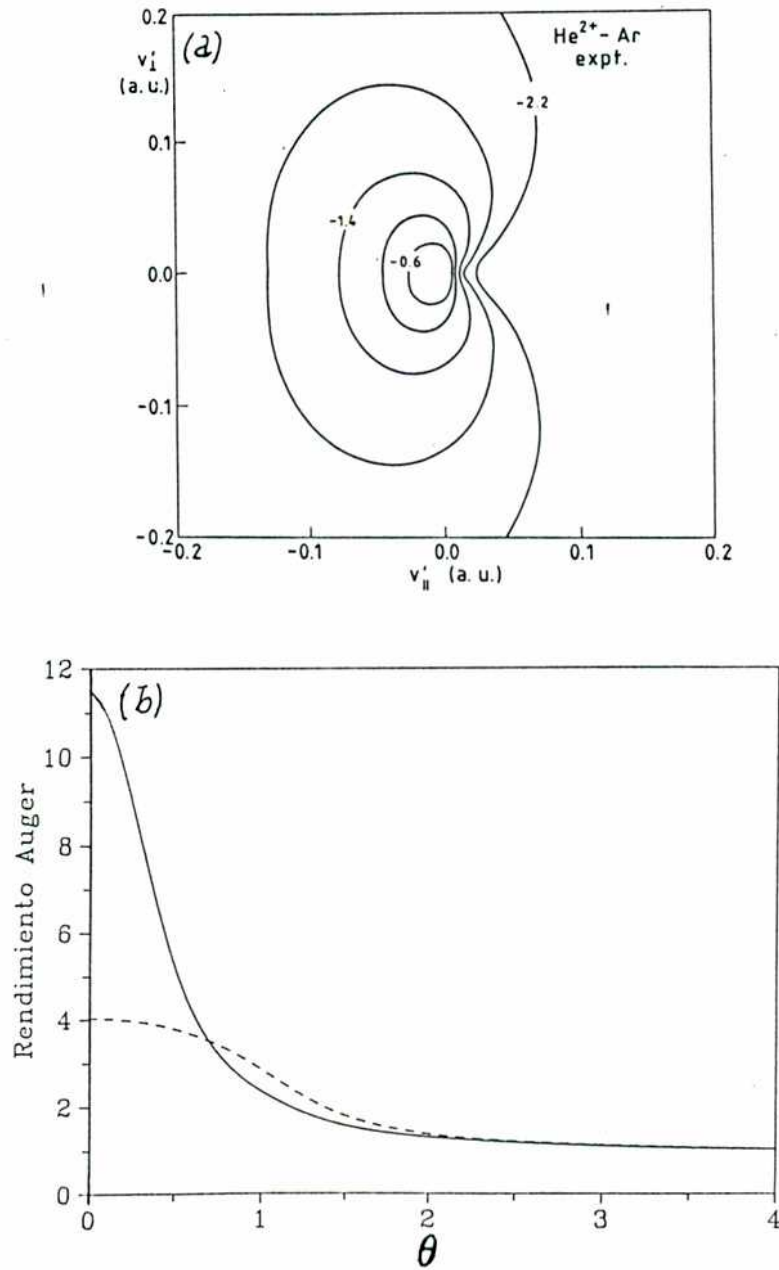 0.2
(a)
He²⁺- Ar
expt.
v'⊥
(a.u.)
-2.2
0.1
-1.4
0.0
-0.6
-0.1
-0.2
-0.2
-0.1
0.0
0.1
0.2
v'∥ (a.u.)
12
(b)
10
8
6
4
2
0
Rendimiento Auger
0
1
2
3
4
θ